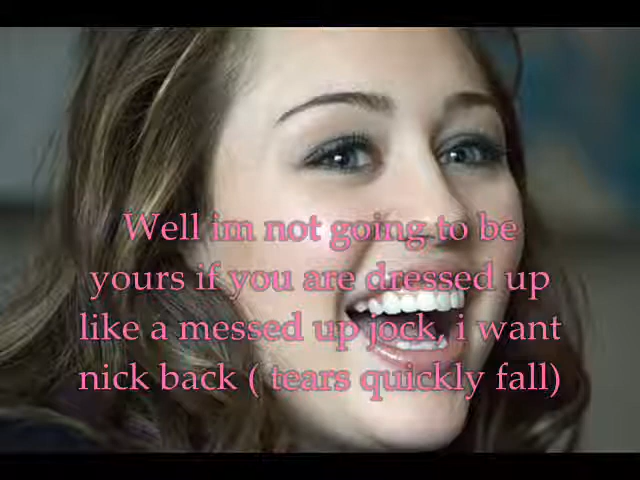 Well im not going to be
yours if you are dressed up
like a messed up jock, i want
nick back ( tears quickly fall)